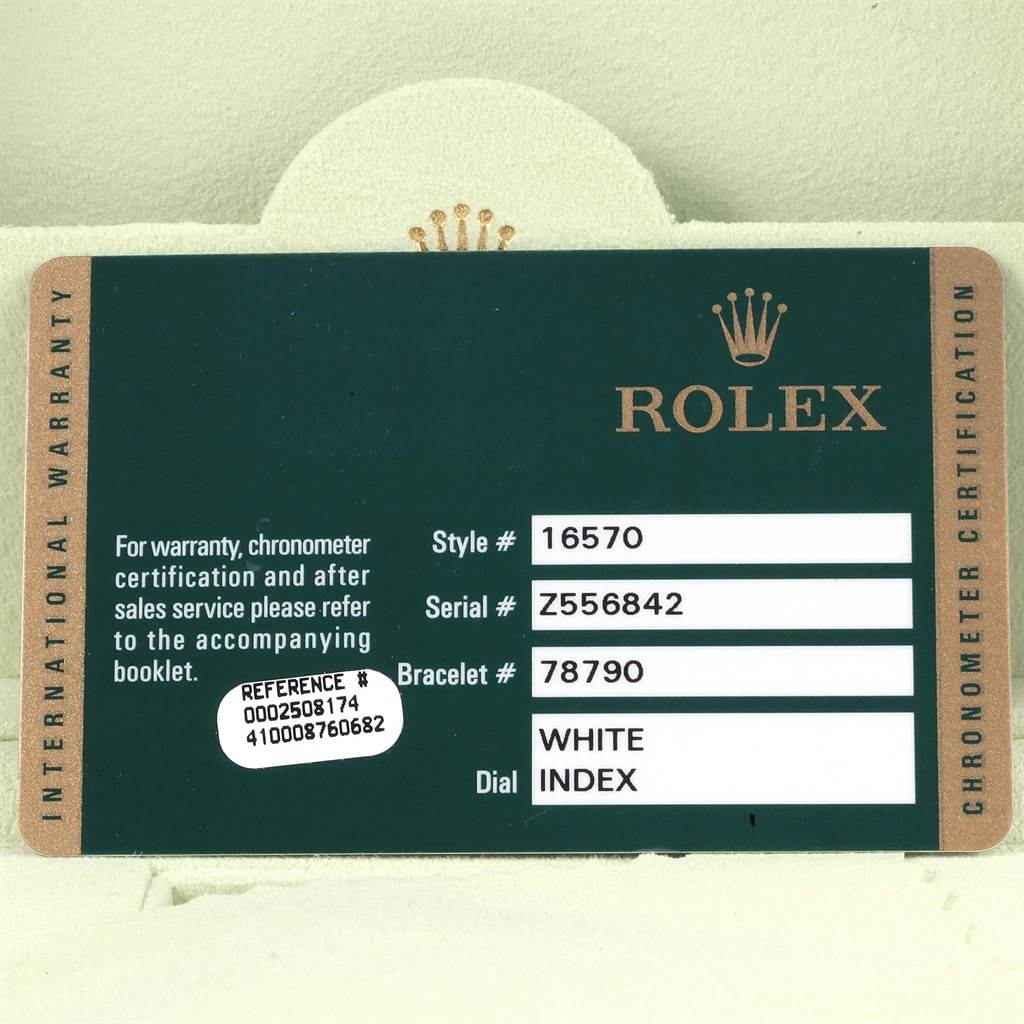 INTERNATIONAL WARRANTY
ROLEX
For warranty, chronometer
certification and after
sales service please refer
to the accompanying
booklet.
REFERENCE #
0002508174
410008760682
Style # 16570
Serial # Z556842
Bracelet # 78790
WHITE
Dial INDEX
CHRONOMETER CERTIFICATION